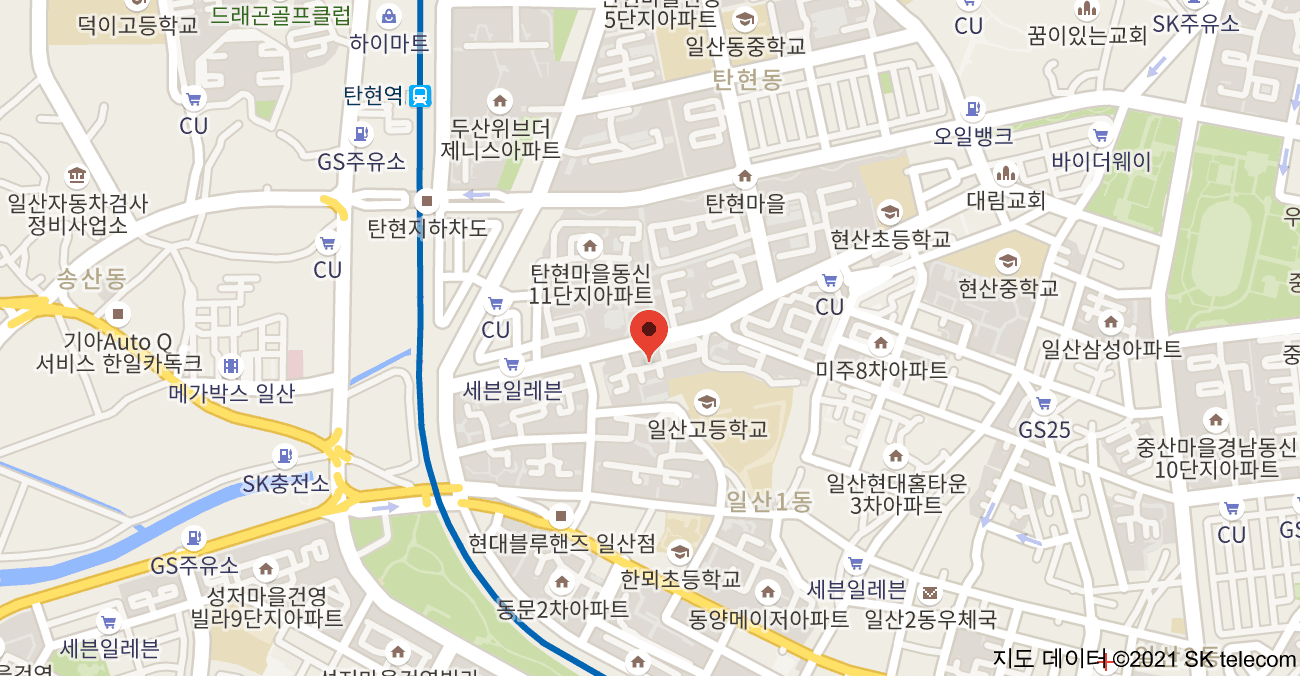 드래곤골프클럽
덕이고등학교
하이마트
5단지아파트
일산동중학교
CU
꿈이있는교회
SK주유소
탄현동
탄현역
CU
두산위브더
제니스아파트
오일뱅크
바이더웨이
GS주유소
일산자동차검사
정비사업소
탄현마을
대림교회
탄현지하차도
현산초등학교
CU
송산동
탄현마을동신
11단지아파트
현산중학교
CU
CU
기아Auto Q
서비스 한일카독크
일산삼성아파트
미주8차아파트
메가박스 일산
세븐일레븐
GS25
일산고등학교
중산마을경남동신
10단지아파트
SK충전소
일산현대홈타운
3차아파트
일산1동
CU
현대블루핸즈 일산점
GS주유소
한뫼초등학교
성저마을건영
빌라9단지아파트
동문2차아파트
세븐일레븐
동양메이저아파트
일산2동우체국
세븐일레븐
지도 데이터 ©2021 SK telecom